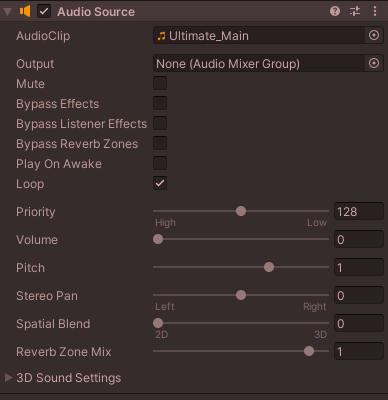 Audio Source
AudioClip Ultimate_Main
Output None (Audio Mixer Group)
Mute
Bypass Effects
Bypass Listener Effects
Bypass Reverb Zones
Play On Awake
Loop
Priority 128
High Low
Volume 0
Pitch 1
Stereo Pan 0
Left Right
Spatial Blend 0
2D 3D
Reverb Zone Mix 1
3D Sound Settings